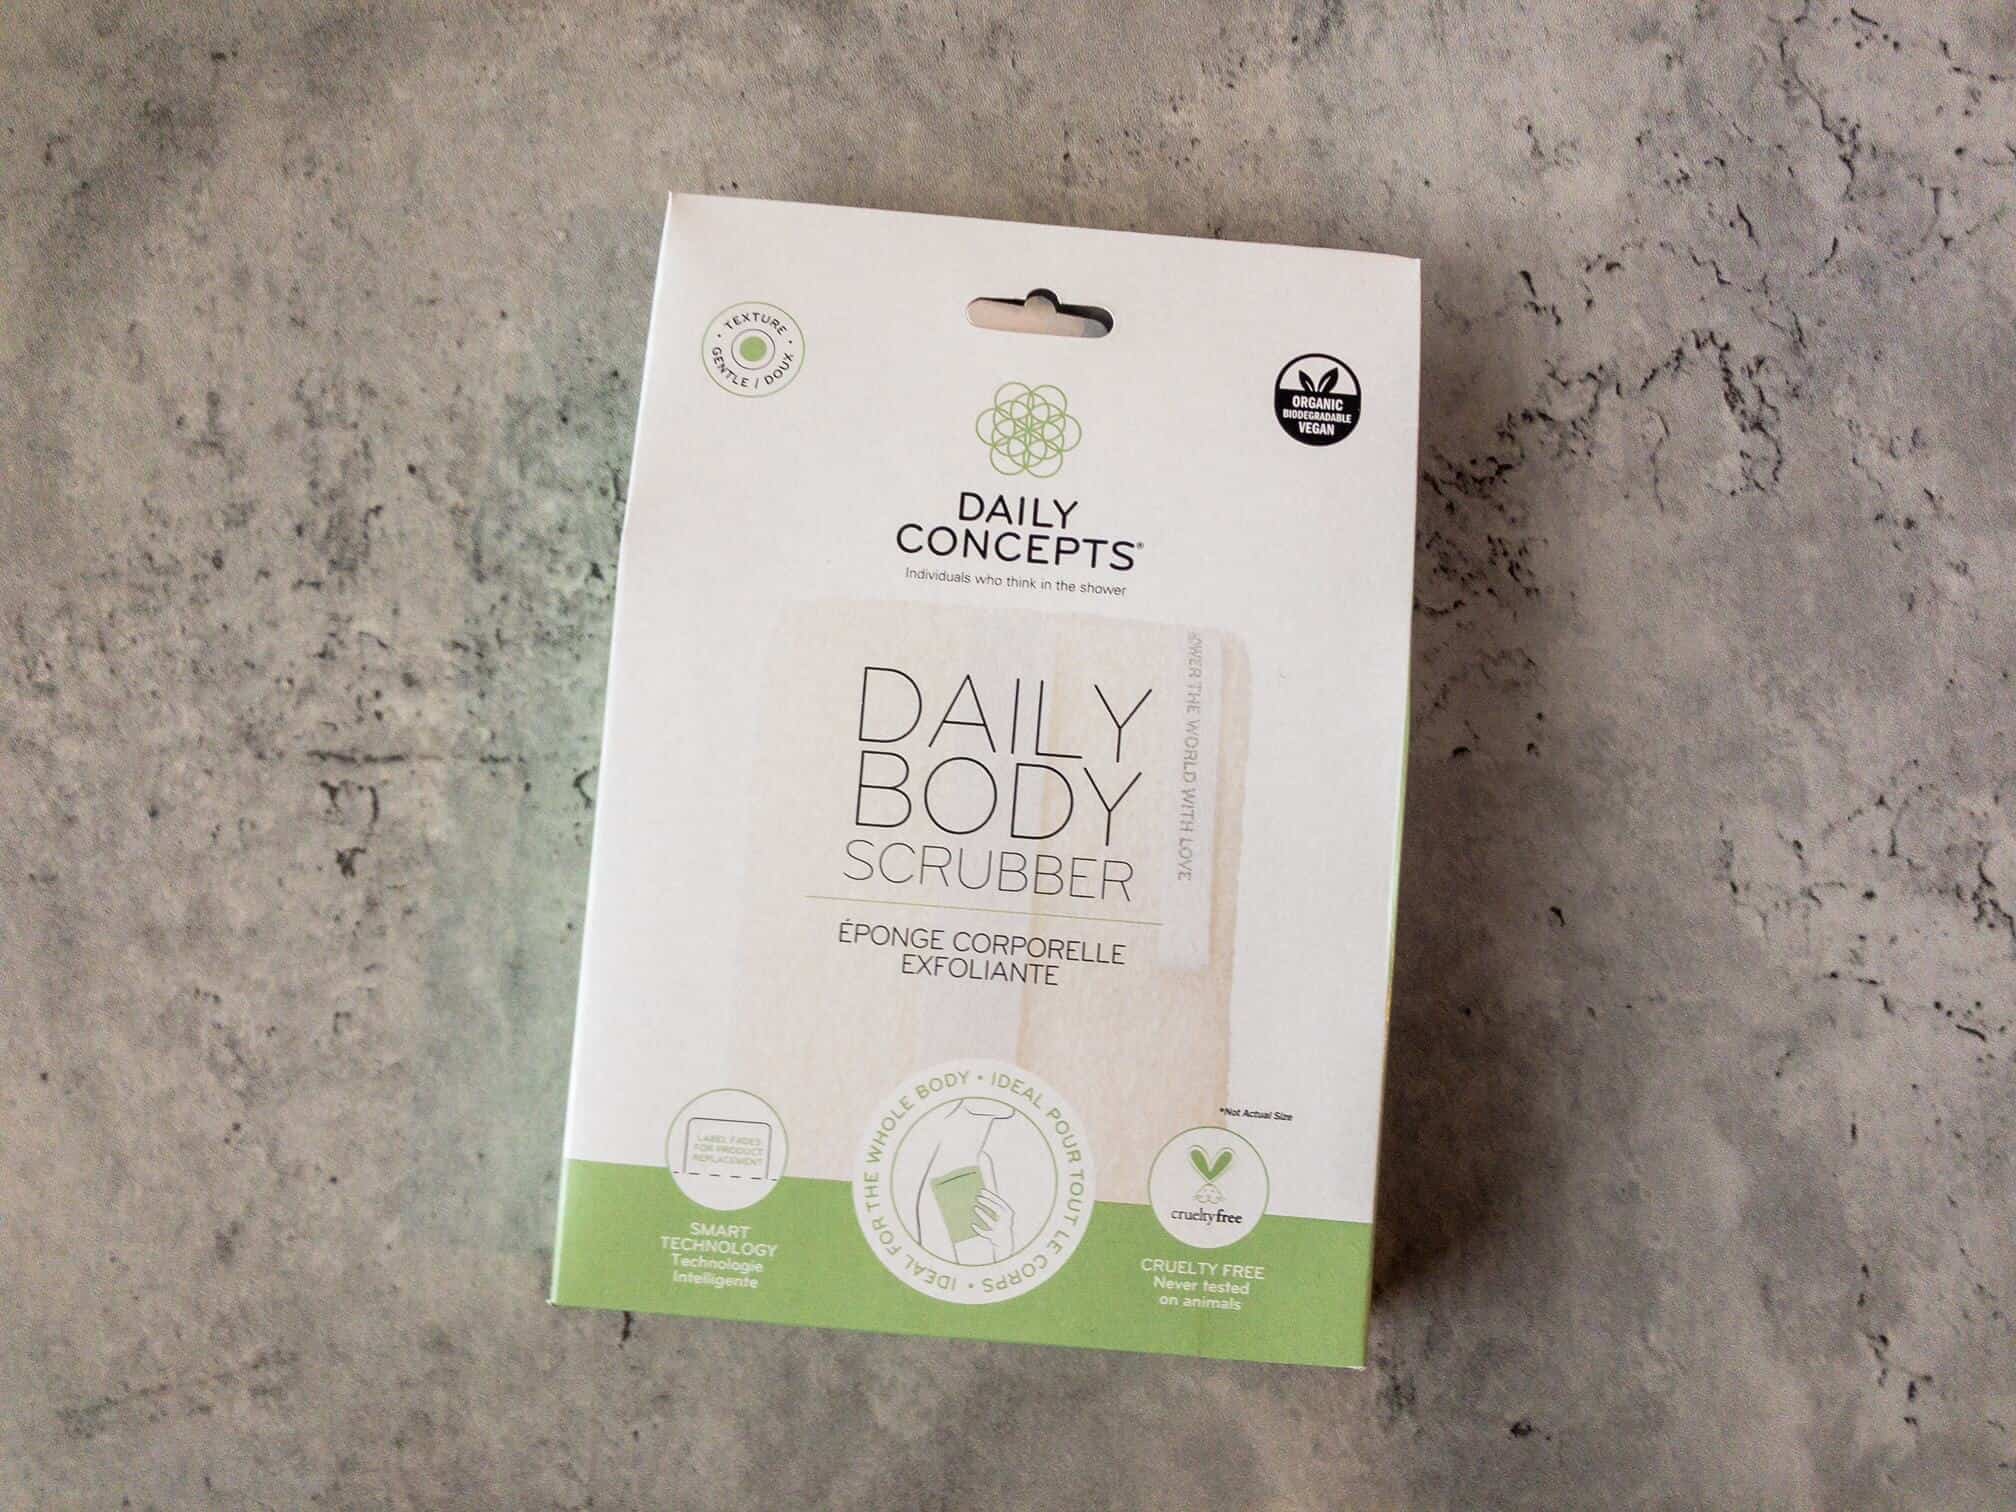 TEXTURE
GENTLE / DOUX
ORGANIC
BIODEGRADABLE
VEGAN
DAILY
CONCEPTS®
Individuals who think in the shower
OWER THE WORLD WITH LOVE
DAILY
BODY
SCRUBBER
ÉPONGE CORPORELLE
EXFOLIANTE
*Not Actual Size
LABEL FADES
FOR PRODUCT
REPLACEMENT
SMART
TECHNOLOGY
Technologie
Intelligente
IDEAL FOR THE WHOLE BODY • IDEAL POUR TOUT LE CORPS •
crueltyfree
CRUELTY FREE
Never tested
on animals